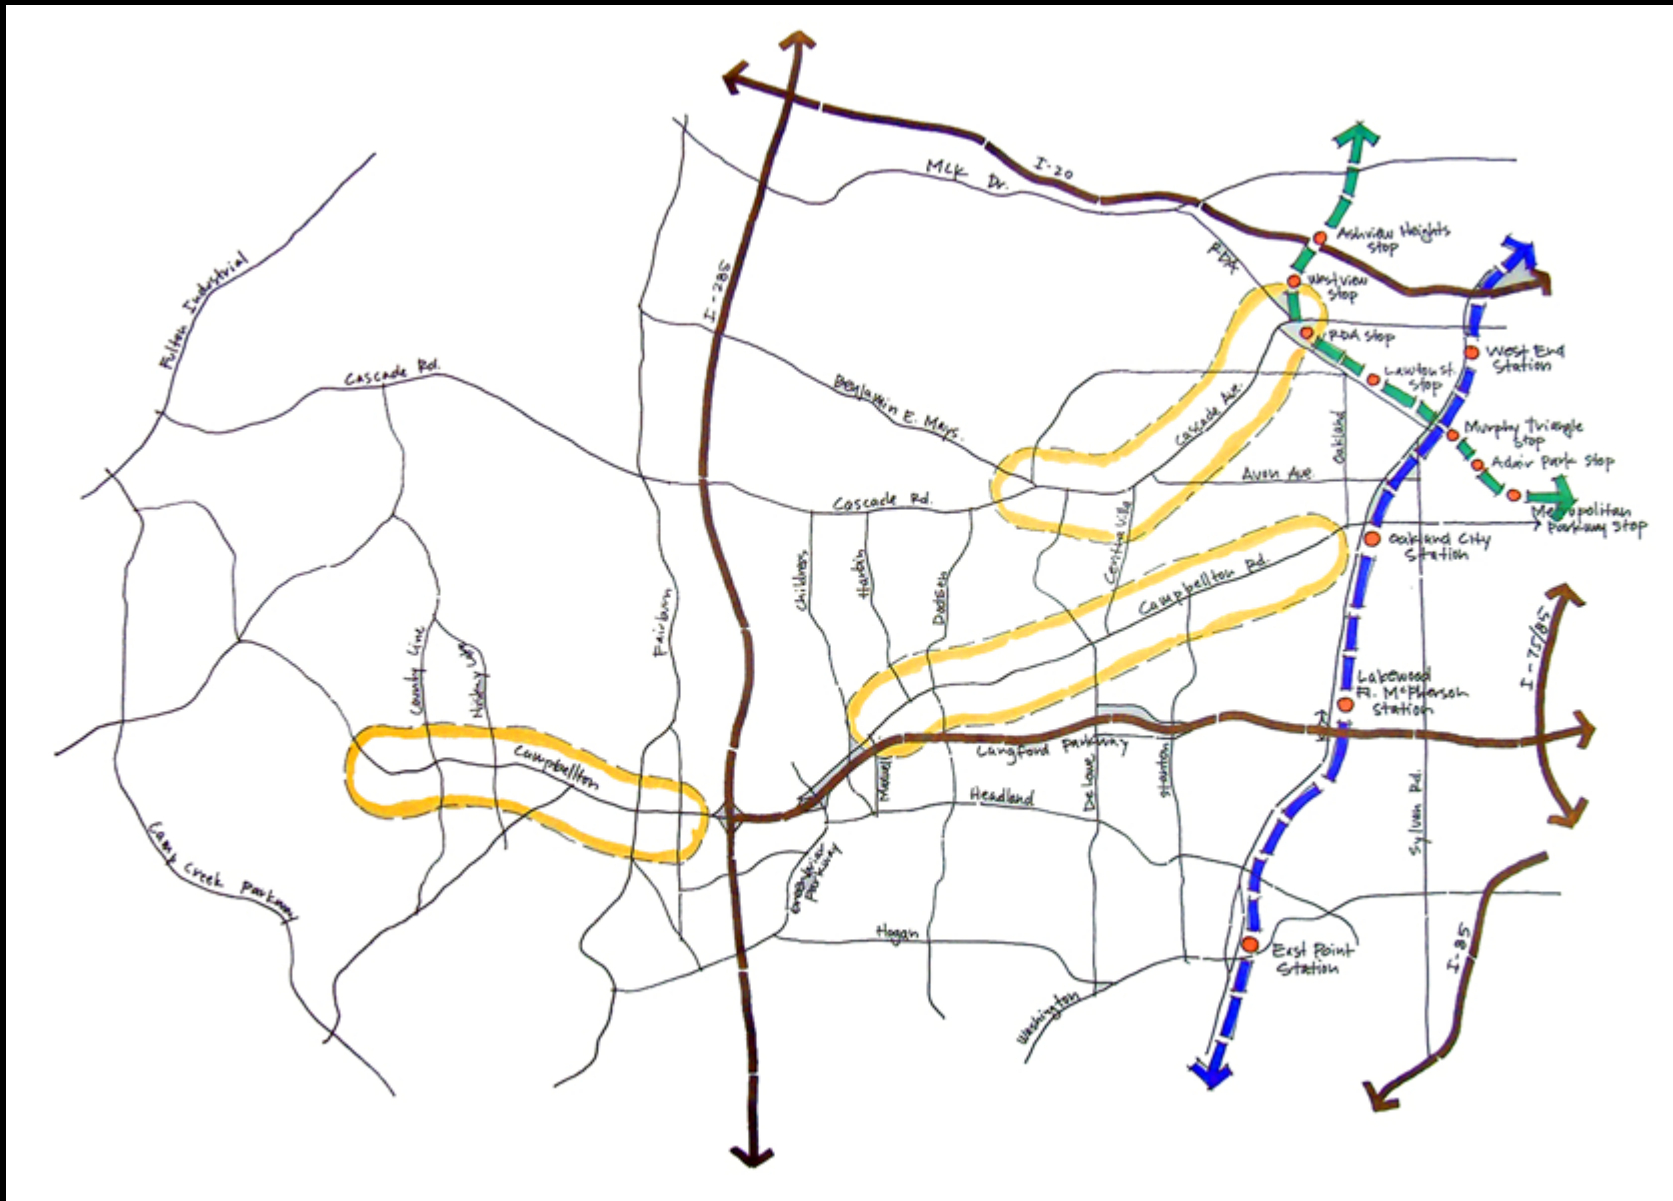 I-20
MLK Dr.
RDA
Ashview Heights
Stop
Westview
Stop
Fulton Industrial
I-285
RDA Stop
West End
Station
Lawton St.
Stop
Cascade Rd.
Benjamin E. Mays.
Cascade Ave.
Oakland
Murphy Triangle
Stop
Adair Park Stop
Avon Ave
Metropolitan
Parkway Stop
Cascade Rd.
Centra Villa
Oakland City
Station
Childress
Harbin
Dodson
Campbellton Rd.
Fairburn
County Line
Niskey Lake
I-75/85
Lakewood
Ft. McPherson
Station
Campbellton
Langford Parkway
Maxwell
Delowe
Stanton
Headland
Sylvan Rd.
Camp Creek Parkway
Greenbriar
Parkway
Hogan
East Point
Station
I-85
Washington